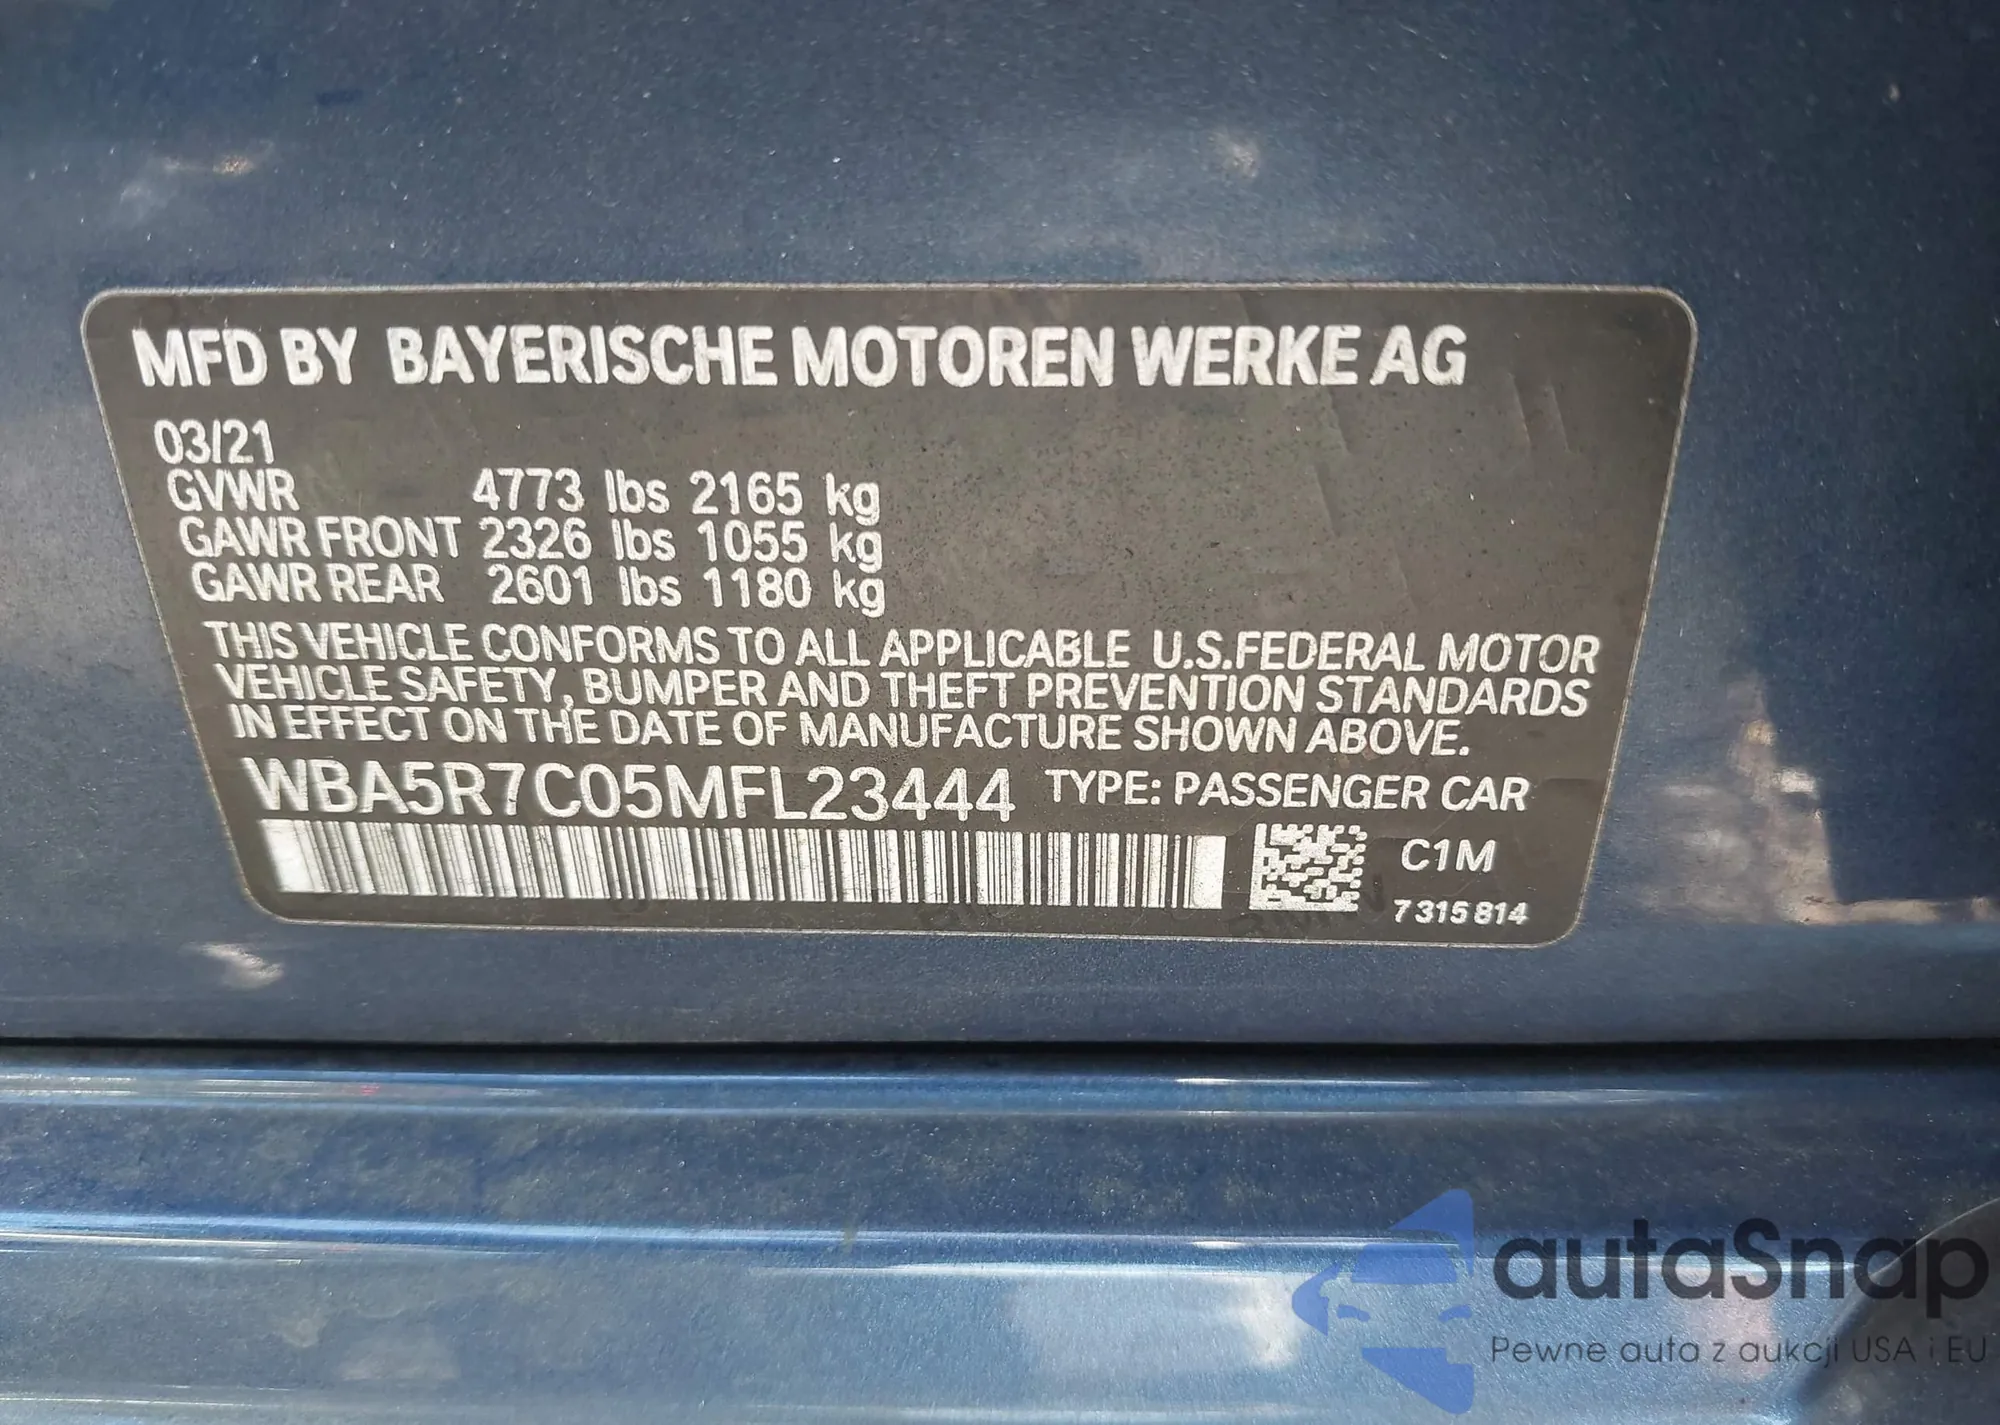 MFD BY BAYERISCHE MOTOREN WERKE AG
03/21
GVWR 4773 lbs 2165 kg
GAWR FRONT 2326 lbs 1055 kg
GAWR REAR 2601 lbs 1180 kg
THIS VEHICLE CONFORMS TO ALL APPLICABLE U.S.FEDERAL MOTOR
VEHICLE SAFETY, BUMPER AND THEFT PREVENTION STANDARDS
IN EFFECT ON THE DATE OF MANUFACTURE SHOWN ABOVE.
WBA5R7C05MFL23444 TYPE: PASSENGER CAR
C1M
7315814
autaSnap
Pewne auta z aukcji USA i EU